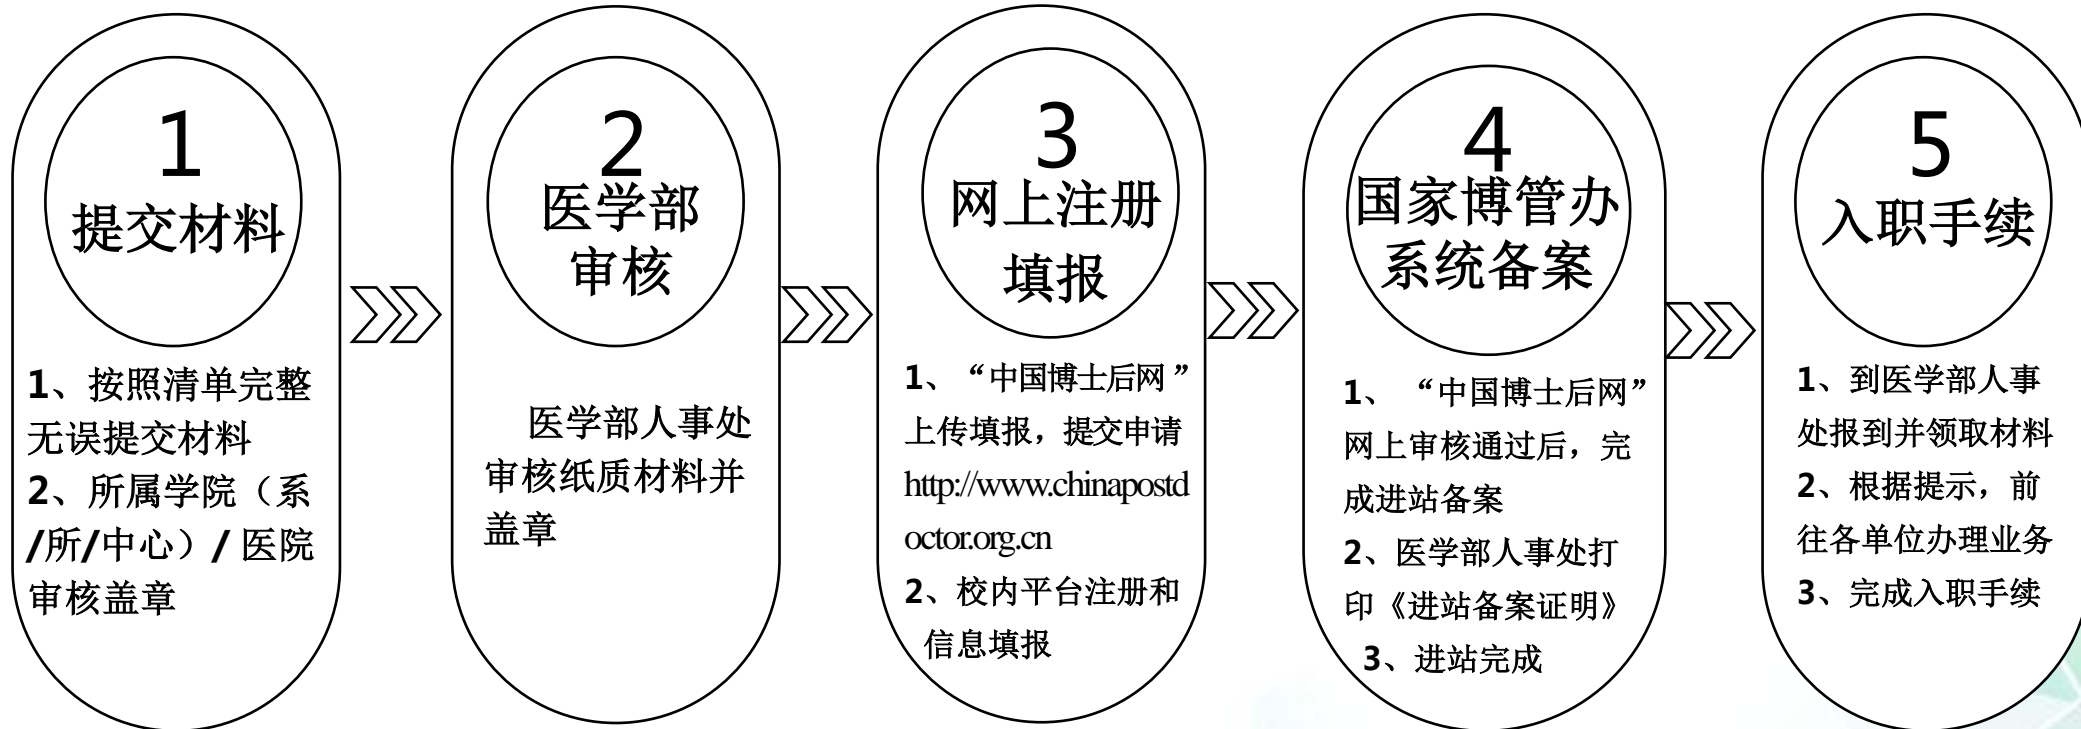 1
提交材料
1、按照清单完整
无误提交材料
2、所属学院（系
/所/中心）/ 医院
审核盖章
2
医学部
审核
医学部人事处
审核纸质材料并
盖章
3
网上注册
填报
1、“中国博士后网 ”
上传填报，提交申请
http://www.chinapostd
octor.org.cn
2、校内平台注册和
信息填报
4
国家博管办
系统备案
1、 “中国博士后网”
网上审核通过后，完
成进站备案
2、医学部人事处打
印《进站备案证明》
3、进站完成
5
入职手续
1、到医学部人事
处报到并领取材料
2、根据提示，前
往各单位办理业务
3、完成入职手续